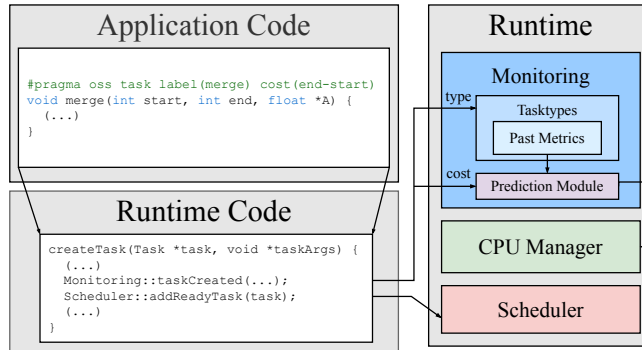 Application Code
#pragma oss task label(merge) cost(end-start)
void merge(int start, int end, float *A) {
(...)
}
Runtime Code
createTask(Task *task, void *taskArgs) {
(...)
Monitoring::taskCreated(...);
Scheduler::addReadyTask(task);
(...)
}
Runtime
Monitoring
type
Tasktypes
Past Metrics
cost
Prediction Module
CPU Manager
Scheduler